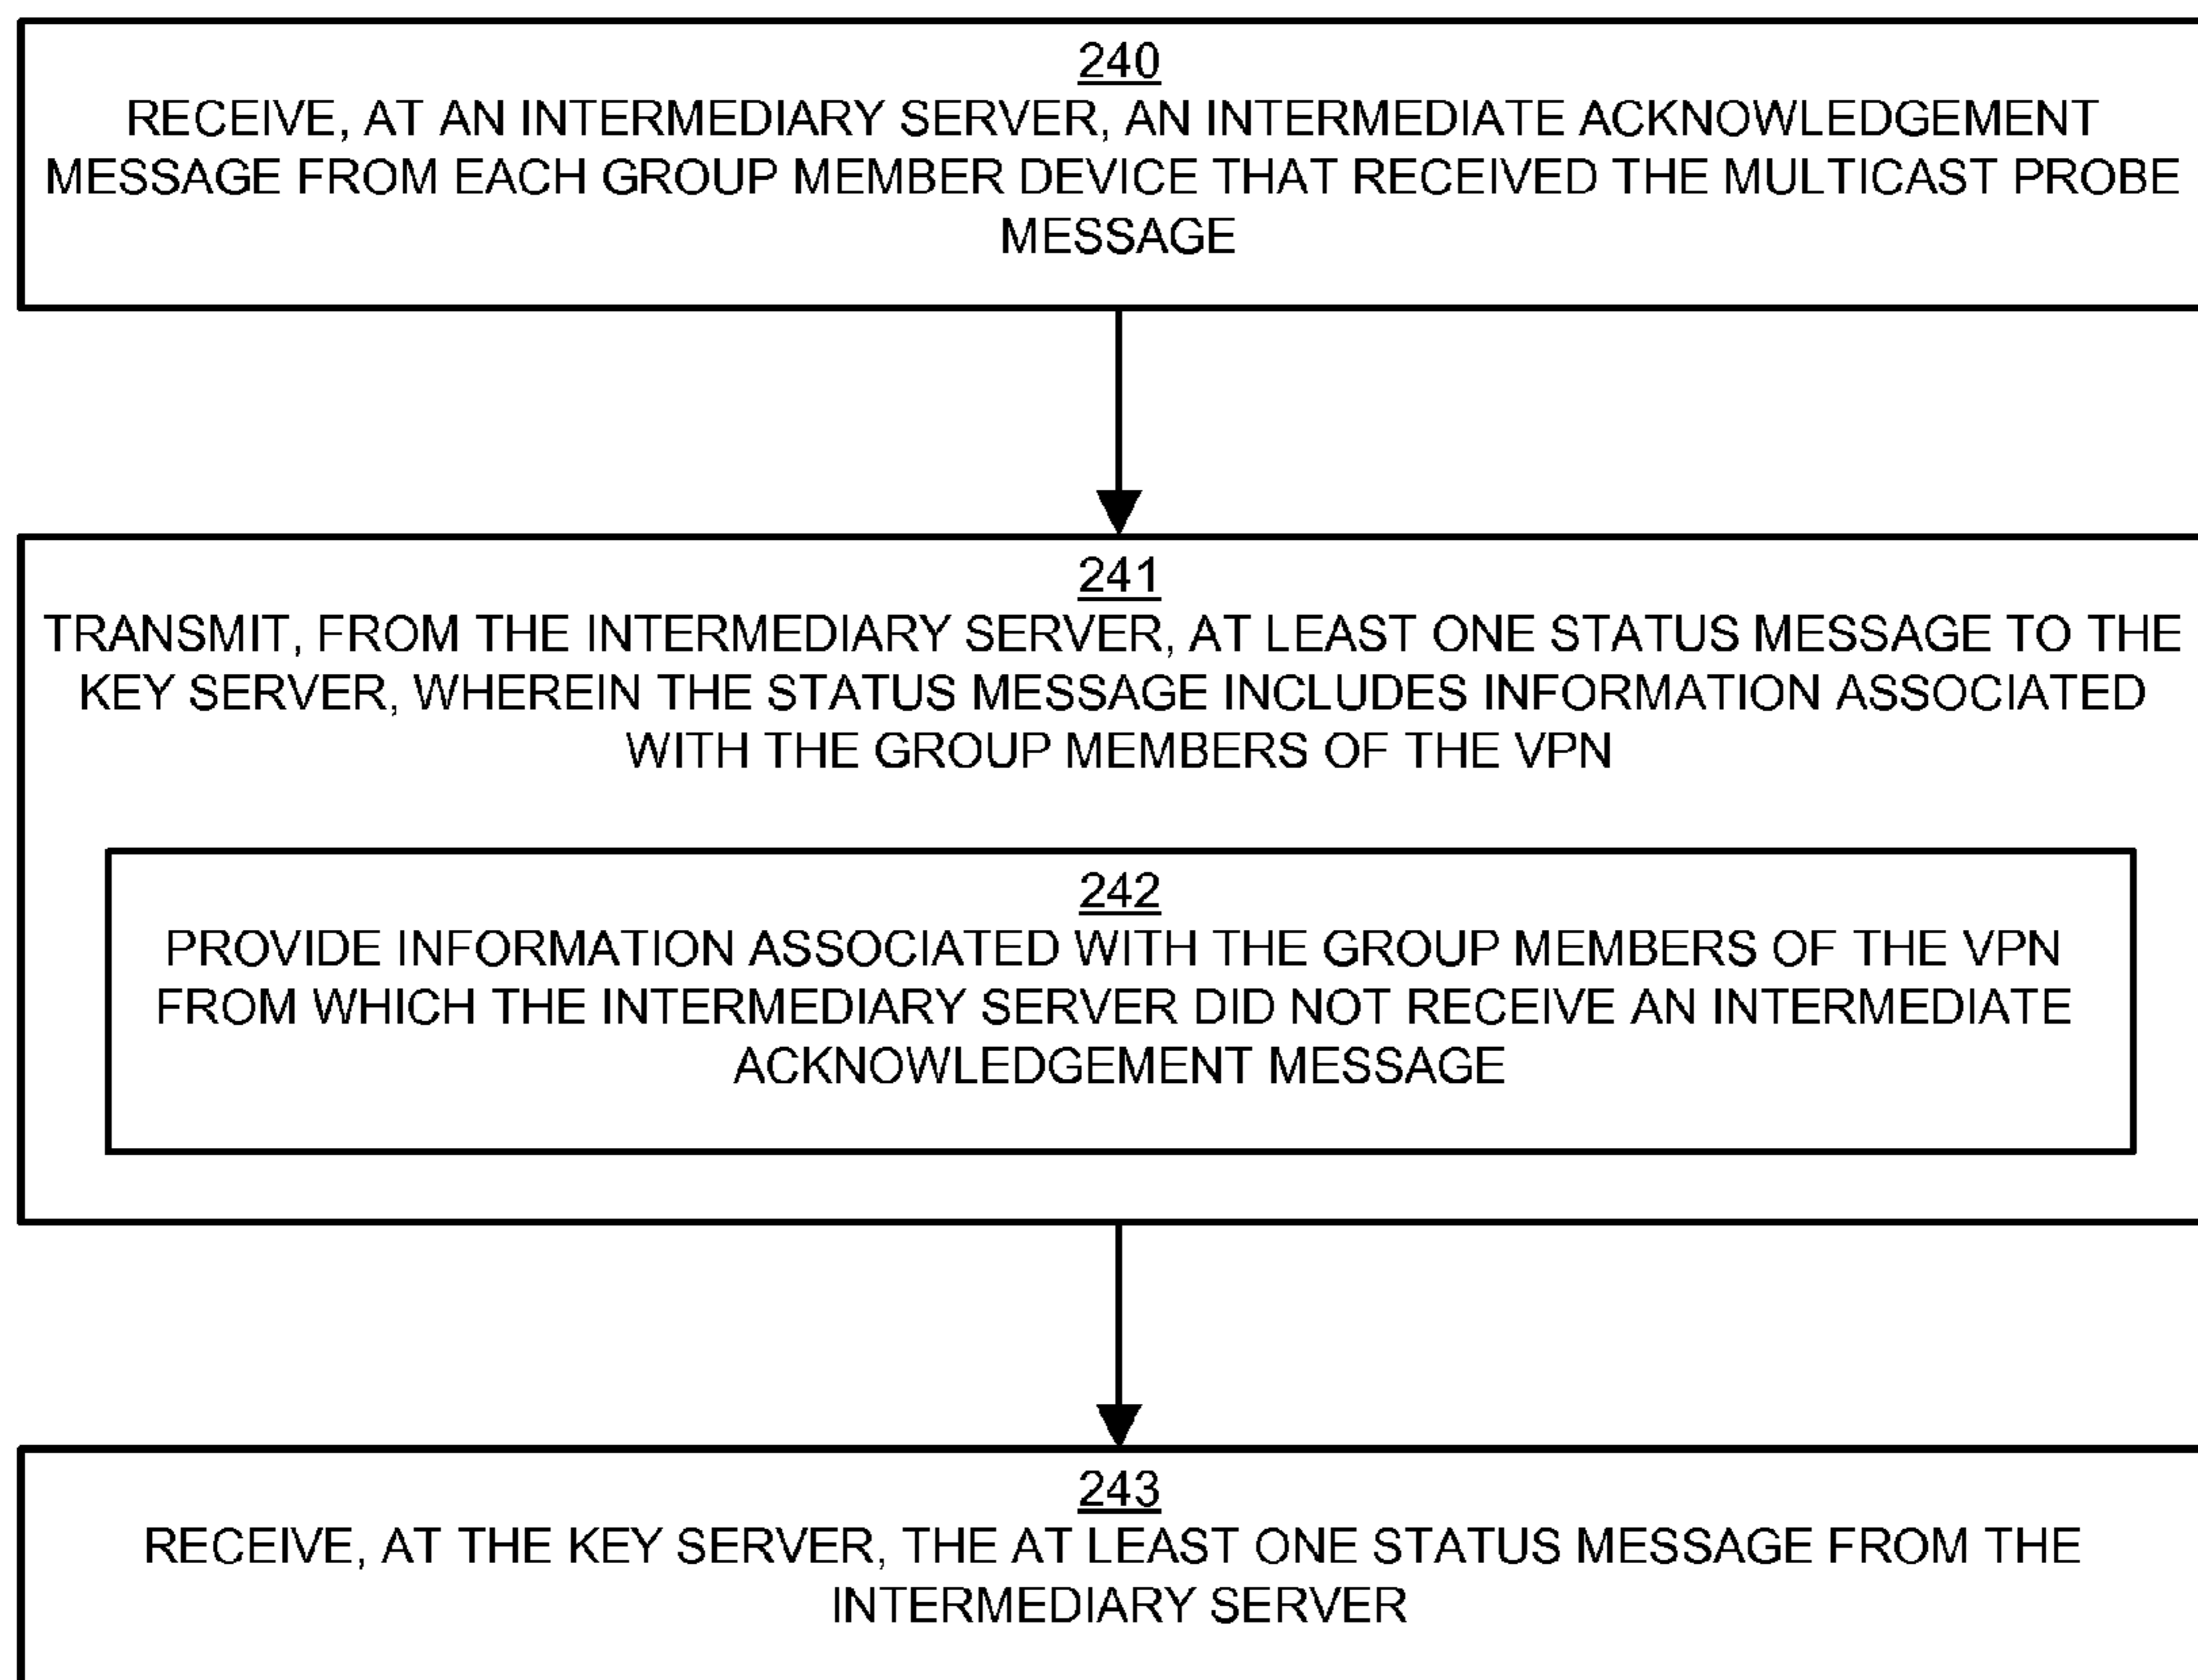 240
RECEIVE, AT AN INTERMEDIARY SERVER, AN INTERMEDIATE ACKNOWLEDGEMENT
MESSAGE FROM EACH GROUP MEMBER DEVICE THAT RECEIVED THE MULTICAST PROBE
MESSAGE
241
TRANSMIT, FROM THE INTERMEDIARY SERVER, AT LEAST ONE STATUS MESSAGE TO THE
KEY SERVER, WHEREIN THE STATUS MESSAGE INCLUDES INFORMATION ASSOCIATED
WITH THE GROUP MEMBERS OF THE VPN
242
PROVIDE INFORMATION ASSOCIATED WITH THE GROUP MEMBERS OF THE VPN
FROM WHICH THE INTERMEDIARY SERVER DID NOT RECEIVE AN INTERMEDIATE
ACKNOWLEDGEMENT MESSAGE
243
RECEIVE, AT THE KEY SERVER, THE AT LEAST ONE STATUS MESSAGE FROM THE
INTERMEDIARY SERVER